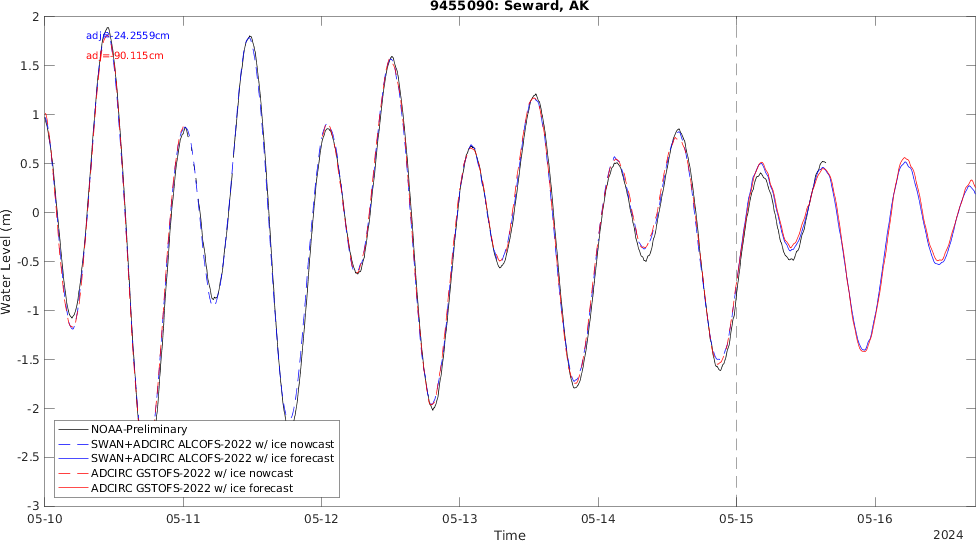 9455090: Seward, AK
adj=-24.2559cm
adj=-90.115cm
2
1.5
1
0.5
0
-0.5
-1
-1.5
-2
-2.5
-3
Water Level (m)
NOAA-Preliminary
SWAN+ADCIRC ALCOFS-2022 w/ ice nowcast
SWAN+ADCIRC ALCOFS-2022 w/ ice forecast
ADCIRC GSTOFS-2022 w/ ice nowcast
ADCIRC GSTOFS-2022 w/ ice forecast
05-10 05-11 05-12 05-13 05-14 05-15 05-16
Time
2024